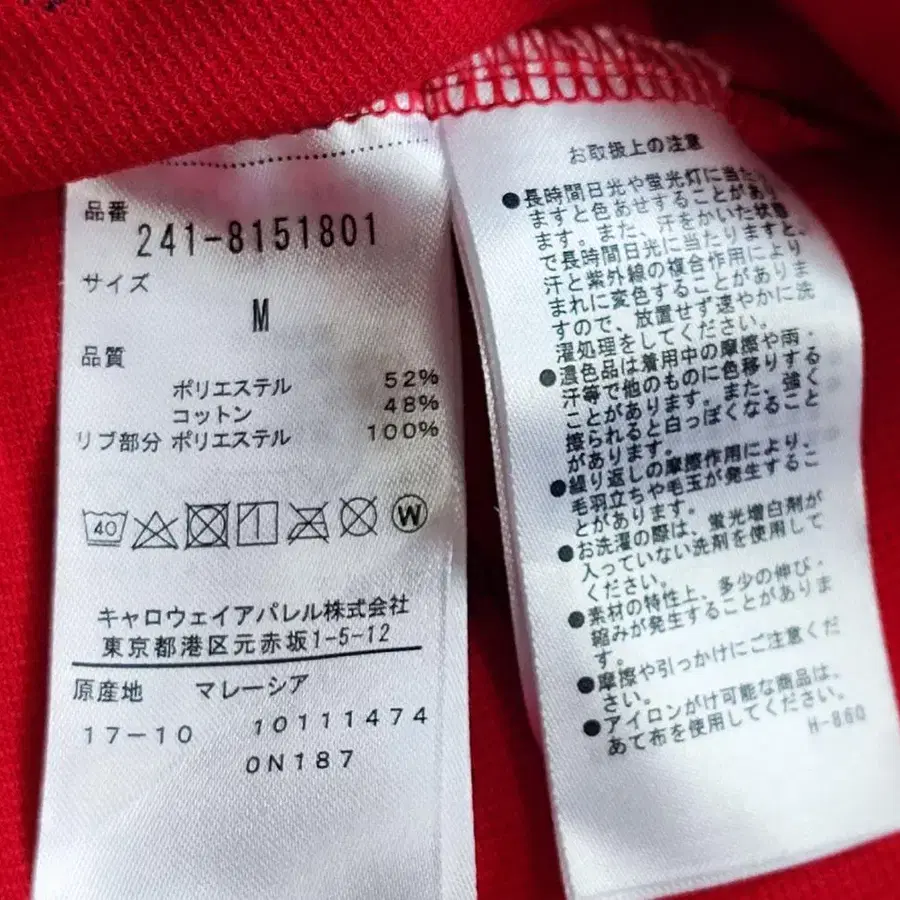 品番
241-8151801
サイズ
M
品質
ポリエステル 52%
コットン 48%
リブ部分 ポリエステル 100%
40
W
キャロウェイアパレル株式会社
東京都港区元赤坂1-5-12
原産地 マレーシア
17-10 10111474
0N187
お取扱上の注意
●長時間日光や蛍光灯に当たり
ますと色あせすることがあり
ます。また、汗をかいた状態
で長時間日光に当たりますと、
汗と紫外線の複合作用により
まれに変色することがありま
すので、放置せず速やかに洗
濯処理をしてください。
●濃色品は着用中の摩擦や雨・
汗等で他のものに色移りする
ことがあります。また、強く
擦られると白っぽくなること
があります。
●繰り返しの摩擦作用により、
毛羽立ちや毛玉が発生するこ
とがあります。
●お洗濯の際は、蛍光増白剤が
入っていない洗剤を使用して
ください。
●素材の特性上、多少の伸び・
縮みが発生することがありま
す。
●摩擦や引っかけにご注意くだ
さい。
●アイロンがけ可能な商品は、
あて布を使用してください。
H-860